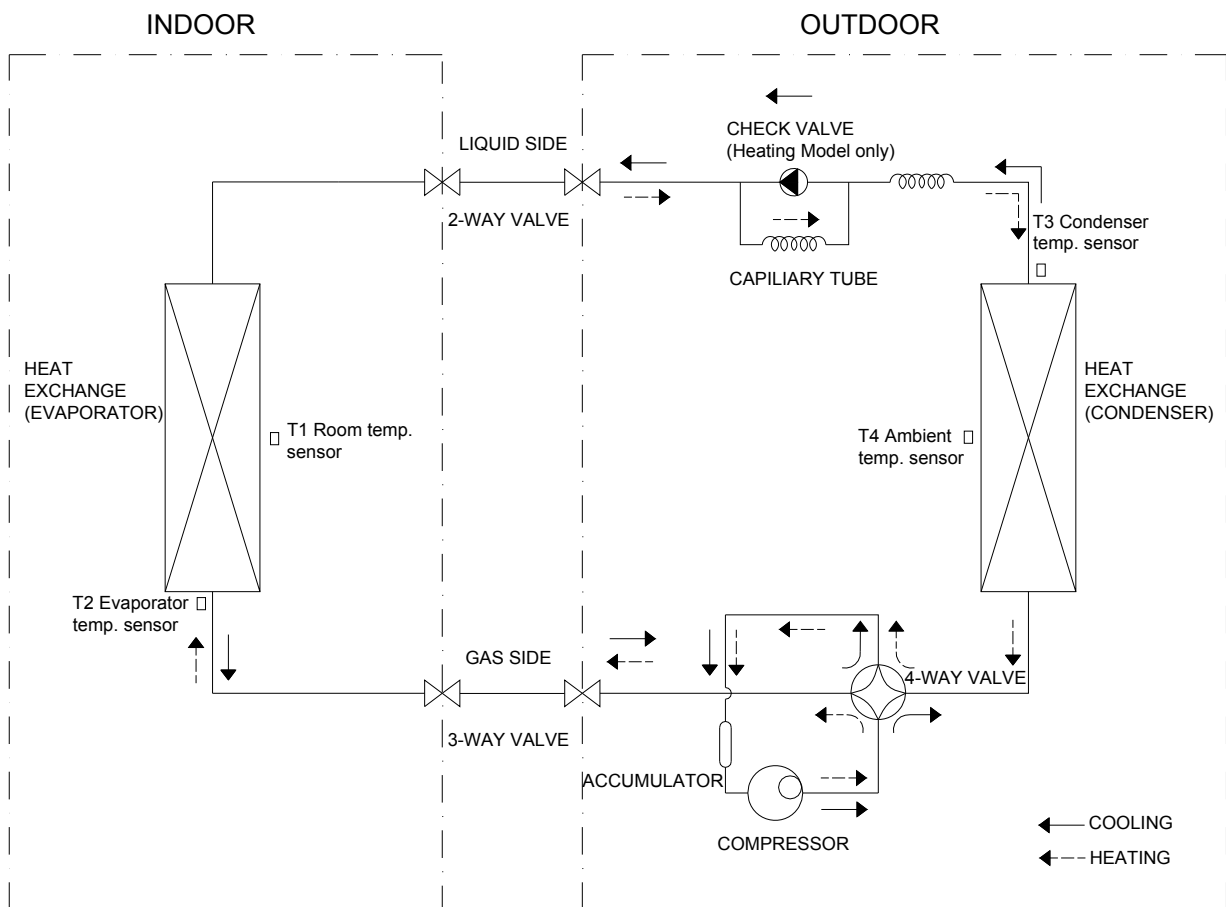 INDOOR
OUTDOOR
LIQUID SIDE
CHECK VALVE
(Heating Model only)
2-WAY VALVE
T3 Condenser
temp. sensor
CAPILIARY TUBE
HEAT
EXCHANGE
(EVAPORATOR)
T1 Room temp.
sensor
T4 Ambient
temp. sensor
HEAT
EXCHANGE
(CONDENSER)
T2 Evaporator
temp. sensor
GAS SIDE
4-WAY VALVE
3-WAY VALVE
ACCUMULATOR
COMPRESSOR
COOLING
HEATING